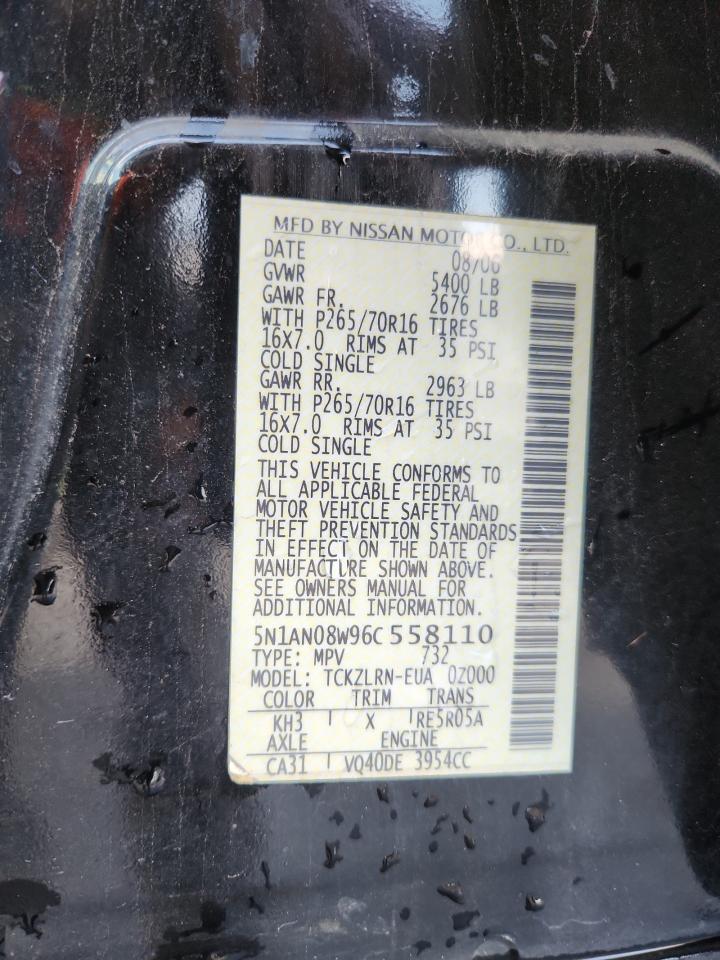 MFD BY NISSAN MOTOR CO., LTD.
DATE 08/06
GVWR 5400 LB
GAWR FR. 2676 LB
WITH P265/70R16 TIRES
16X7.0 RIMS AT 35 PSI
COLD SINGLE
GAWR RR. 2963 LB
WITH P265/70R16 TIRES
16X7.0 RIMS AT 35 PSI
COLD SINGLE
THIS VEHICLE CONFORMS TO
ALL APPLICABLE FEDERAL
MOTOR VEHICLE SAFETY AND
THEFT PREVENTION STANDARDS
IN EFFECT ON THE DATE OF
MANUFACTURE SHOWN ABOVE.
SEE OWNERS MANUAL FOR
ADDITIONAL INFORMATION.
5N1AN08W96C558110
TYPE: MPV 732
MODEL: TCKZLRN-EUA 0Z000
COLOR TRIM TRANS
KH3 X RE5R05A
AXLE ENGINE
CA31 VQ40DE 3954CC